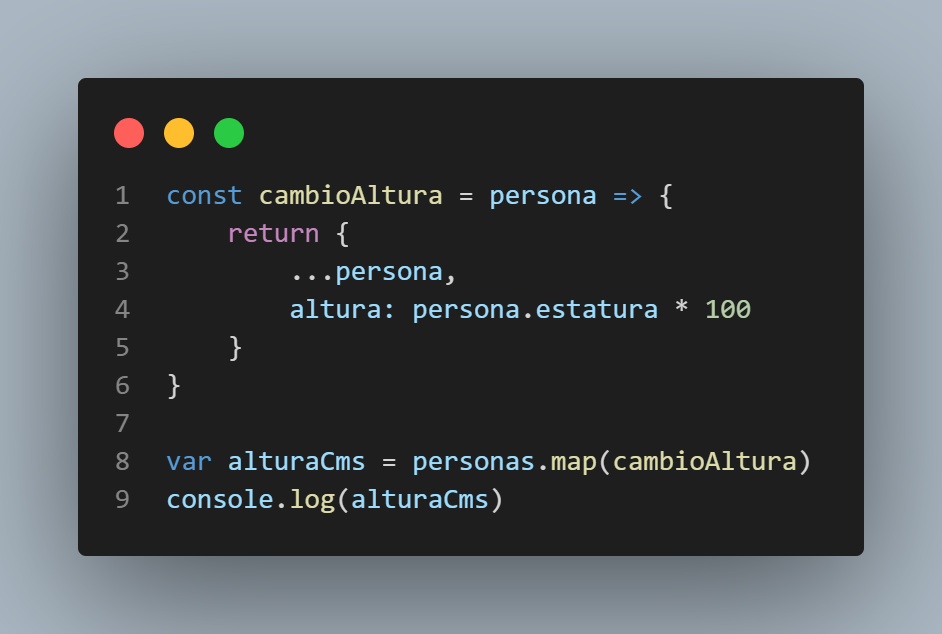 1 const cambioAltura = persona => {
2     return {
3         ...persona,
4         altura: persona.estatura * 100
5     }
6 }
7
8 var alturaCms = personas.map(cambioAltura)
9 console.log(alturaCms)